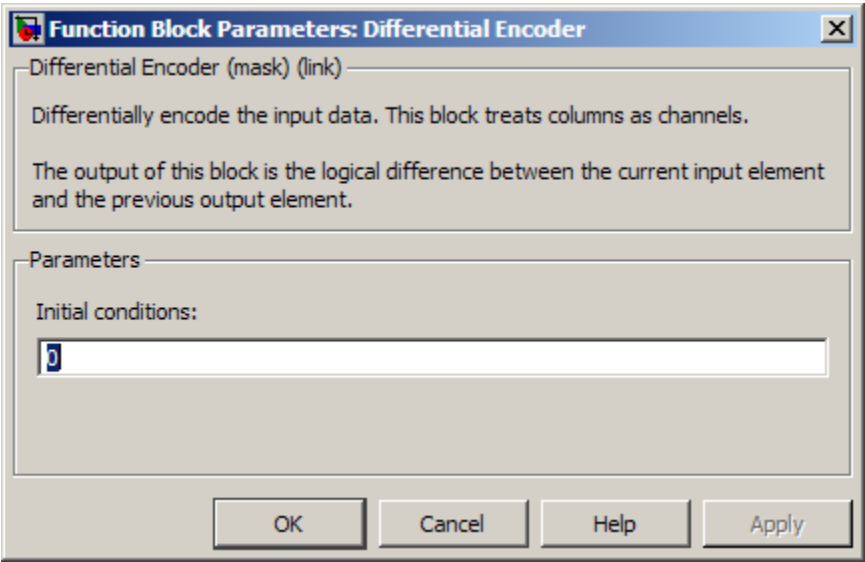 Function Block Parameters: Differential Encoder
Differential Encoder (mask) (link)
Differentially encode the input data. This block treats columns as channels.
The output of this block is the logical difference between the current input element
and the previous output element.
Parameters
Initial conditions:
0
OK Cancel Help Apply